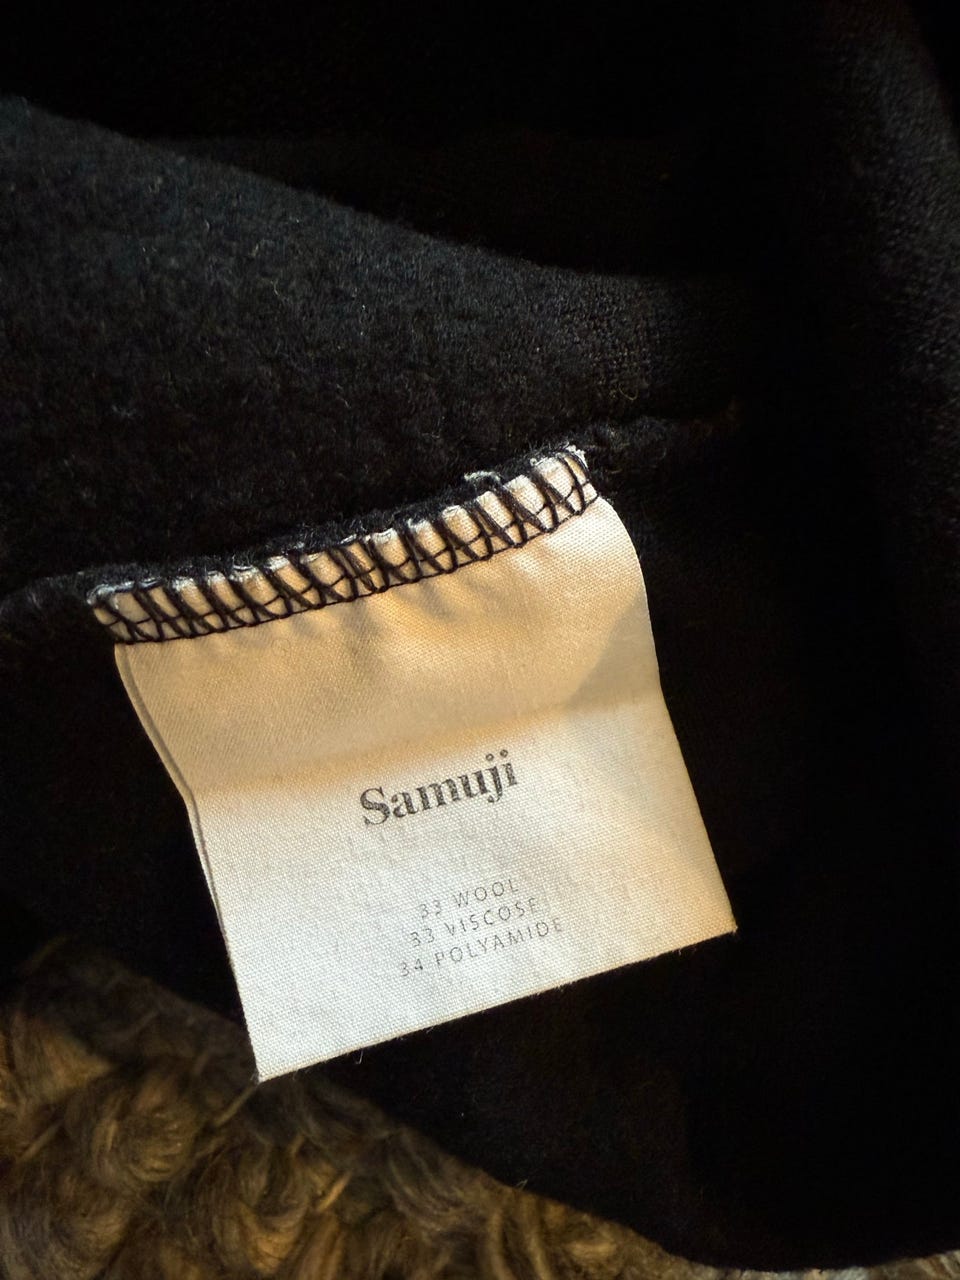 Samuji
33 WOOL
33 VISCOSE
34 POLYAMIDE